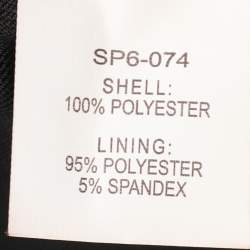 SP6-074
SHELL:
100% POLYESTER
LINING:
95% POLYESTER
5% SPANDEX